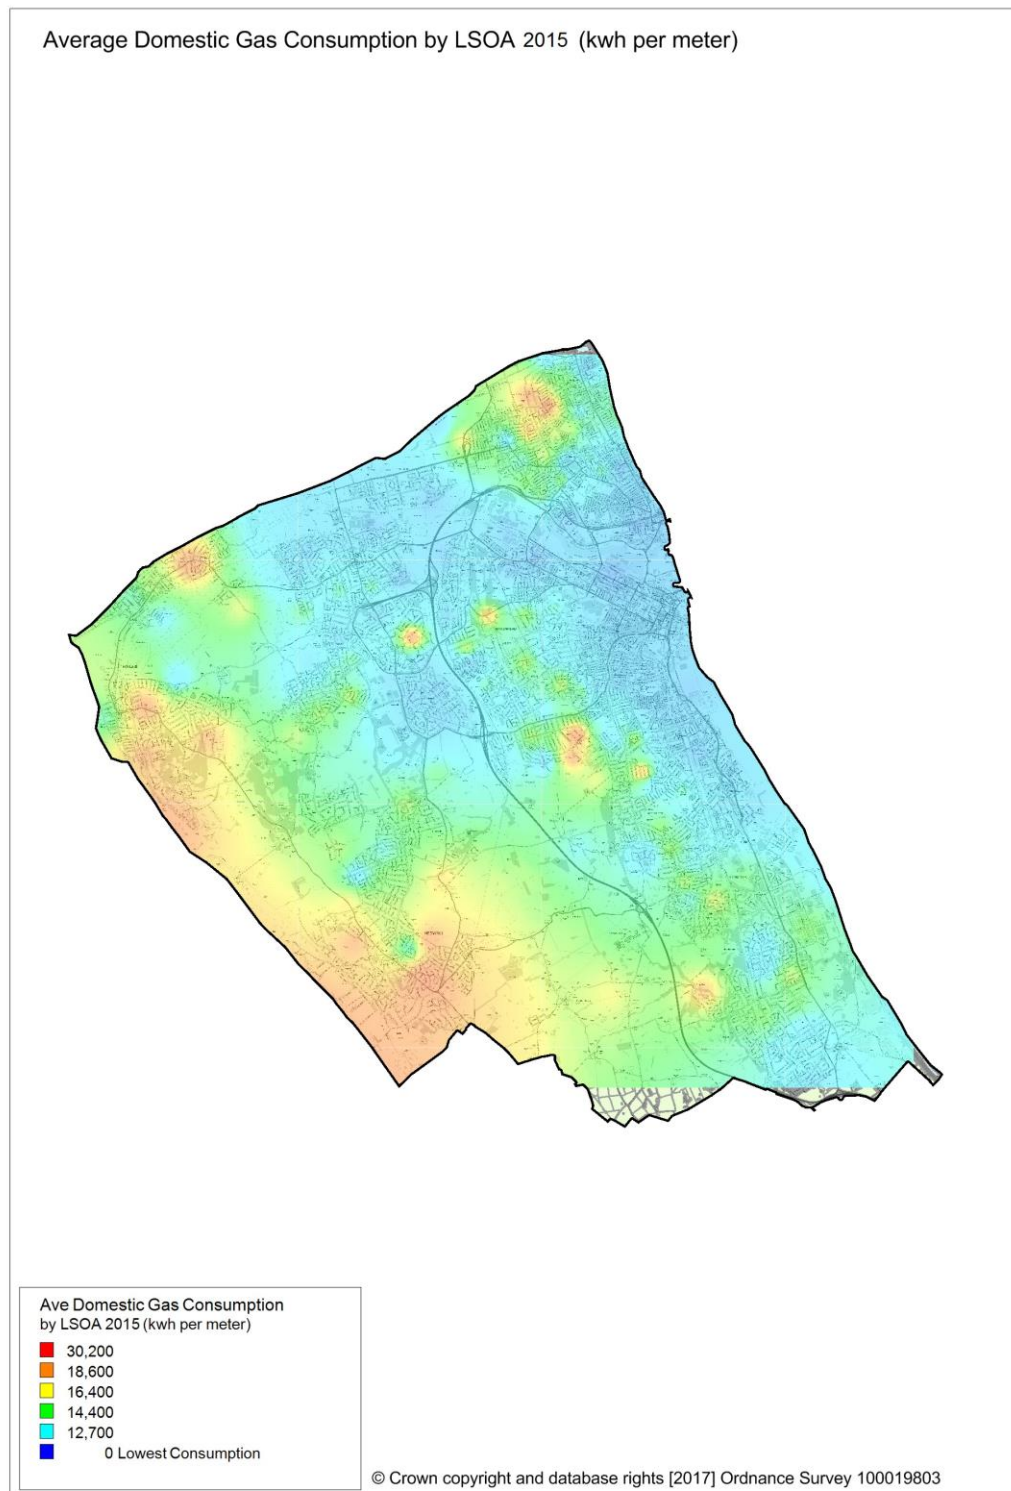 Average Domestic Gas Consumption by LSOA 2015 (kwh per meter)
Ave Domestic Gas Consumption
by LSOA 2015 (kwh per meter)
30,200
18,600
16,400
14,400
12,700
0 Lowest Consumption
© Crown copyright and database rights [2017] Ordnance Survey 100019803